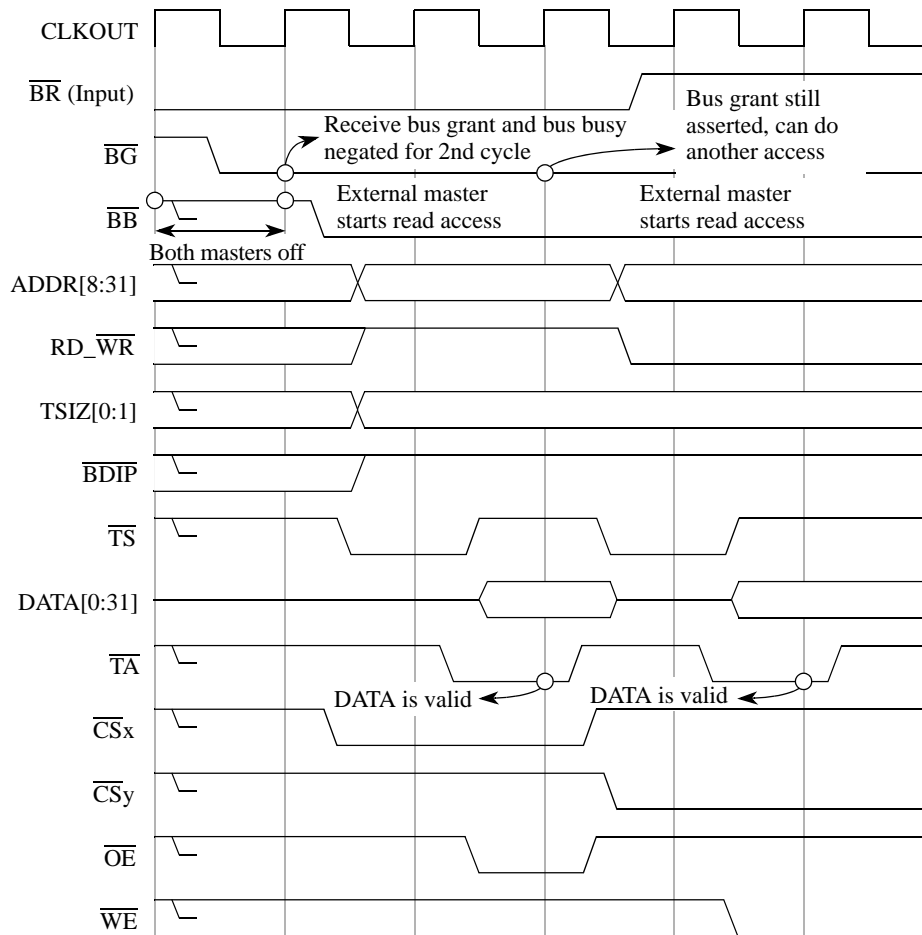 CLKOUT
BR (Input)
Bus grant still
asserted, can do
another access
Receive bus grant and bus busy
negated for 2nd cycle
BG
External master
starts read access
External master
starts read access
BB
Both masters off
ADDR[8:31]
RD_WR
TSIZ[0:1]
BDIP
TS
DATA[0:31]
TA
DATA is valid
DATA is valid
CSx
CSy
OE
WE